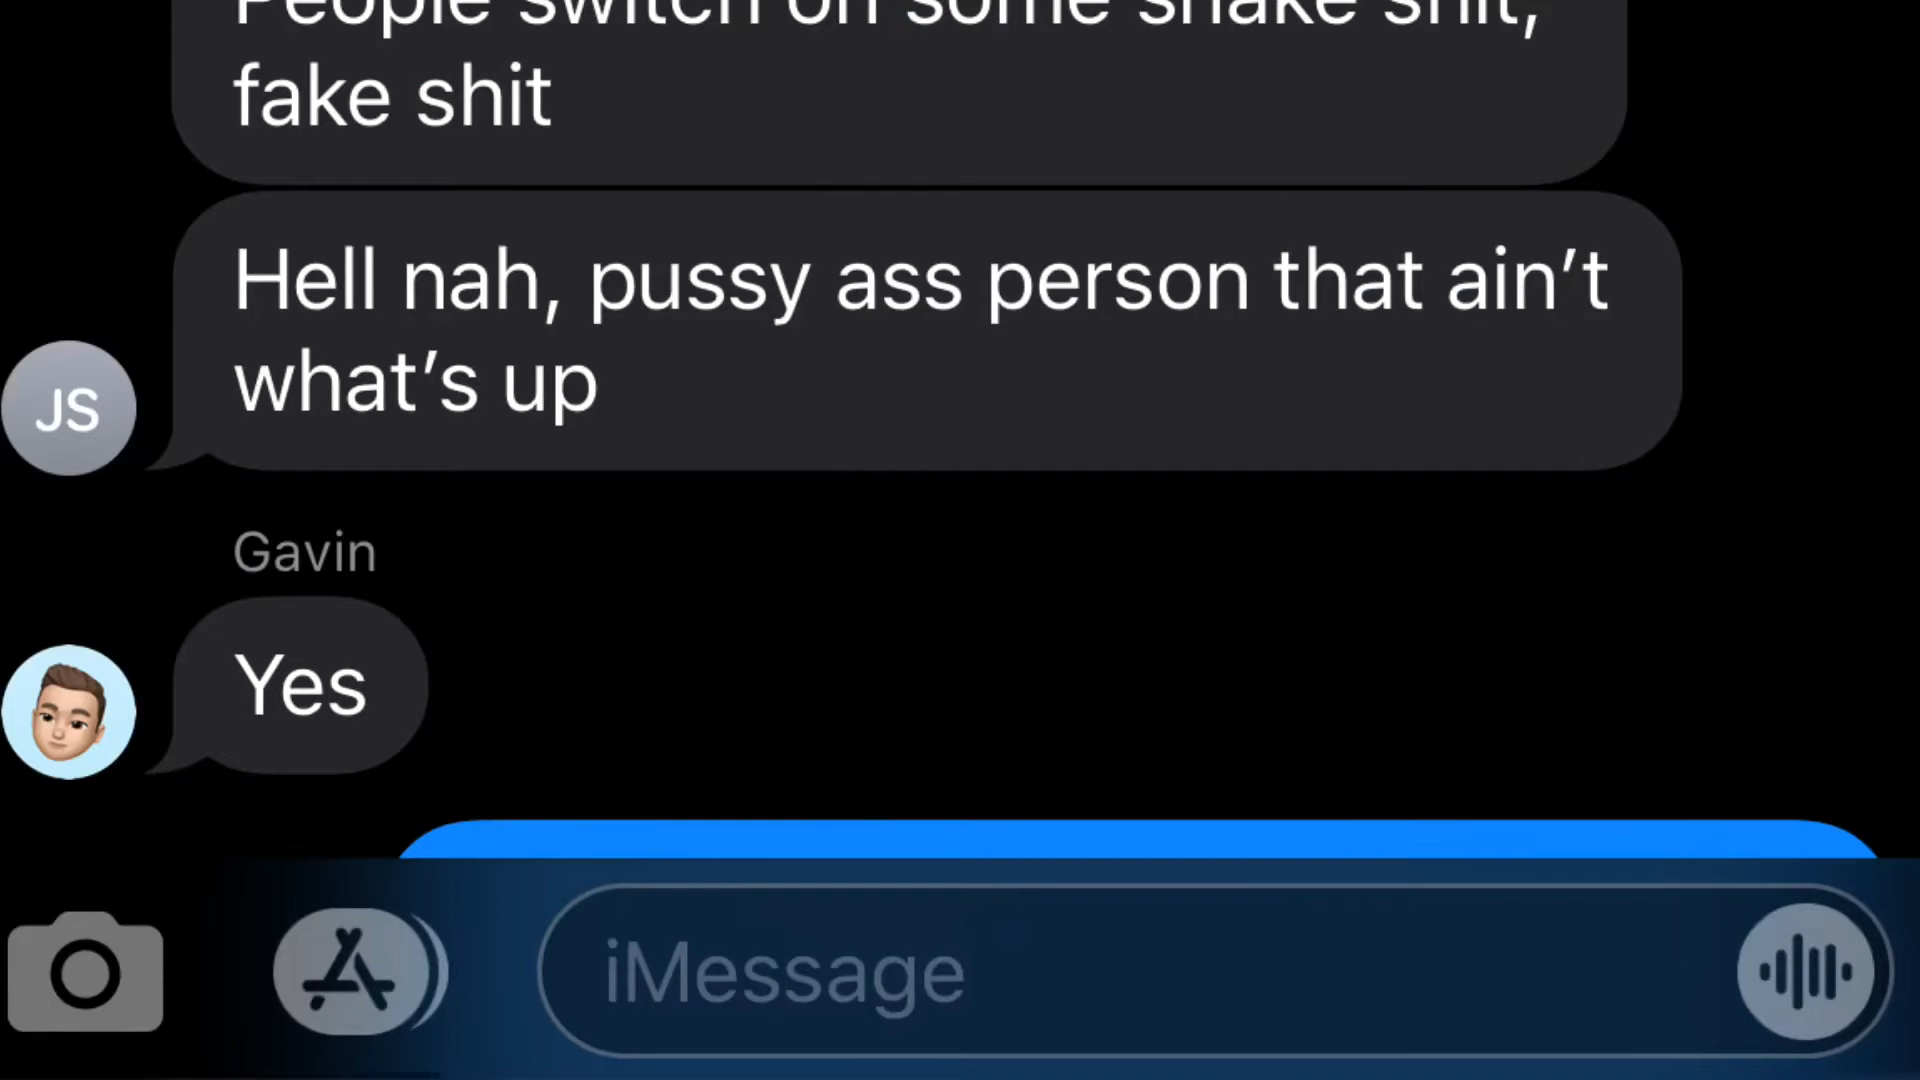 People switch on some snake shit,
fake shit
Hell nah, pussy ass person that ain’t
what’s up
JS
Gavin
Yes
iMessage